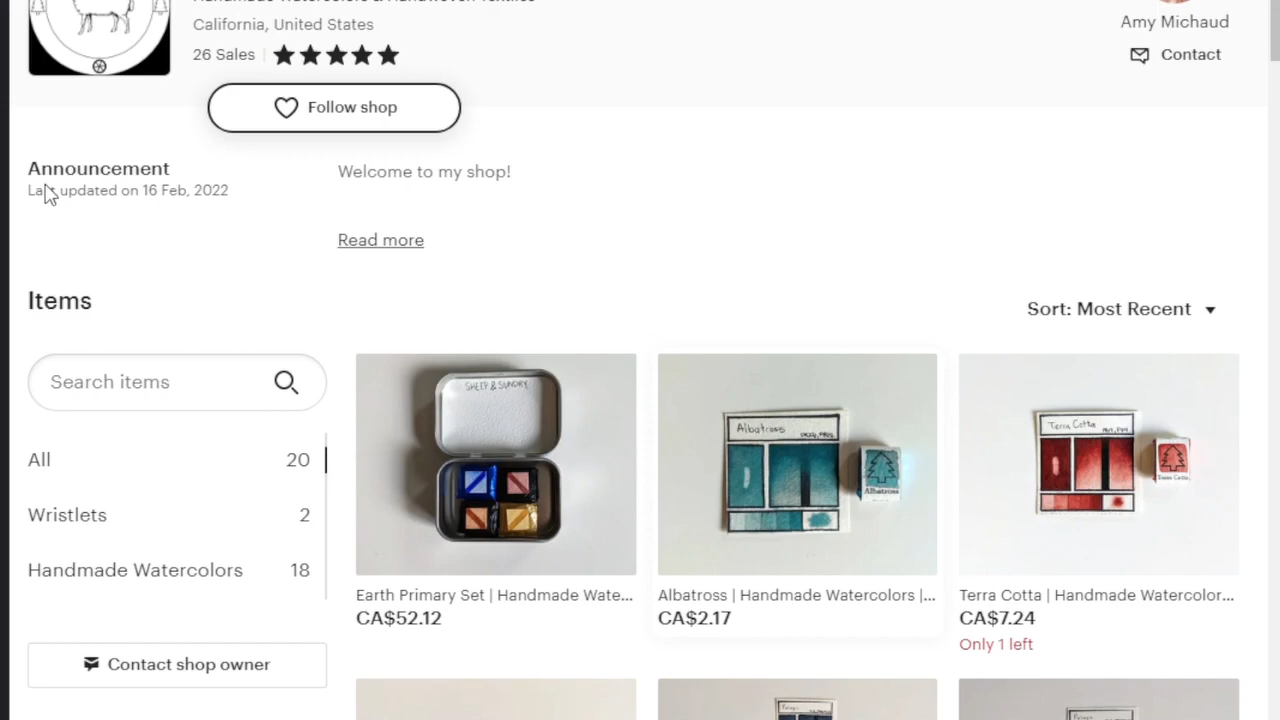 California, United States
Amy Michaud
26 Sales
Contact
Follow shop
Announcement
Welcome to my shop!
Last updated on 16 Feb, 2022
Read more
Items
Sort: Most Recent
Search items
All 20
Wristlets 2
Handmade Watercolors 18
Contact shop owner
SHEEP & SUNDRY
Albatross
Albatross
Terra Cotta
Terra Cotta
Earth Primary Set | Handmade Wate...
CA$52.12
Albatross | Handmade Watercolors |...
CA$2.17
Terra Cotta | Handmade Watercolor...
CA$7.24
Only 1 left